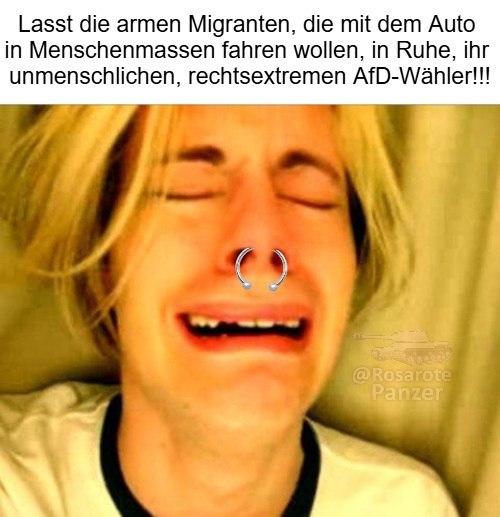 Lasst die armen Migranten, die mit dem Auto
in Menschenmassen fahren wollen, in Ruhe, ihr
unmenschlichen, rechtsextremen AfD-Wähler!!!
@Rosarote
Panzer